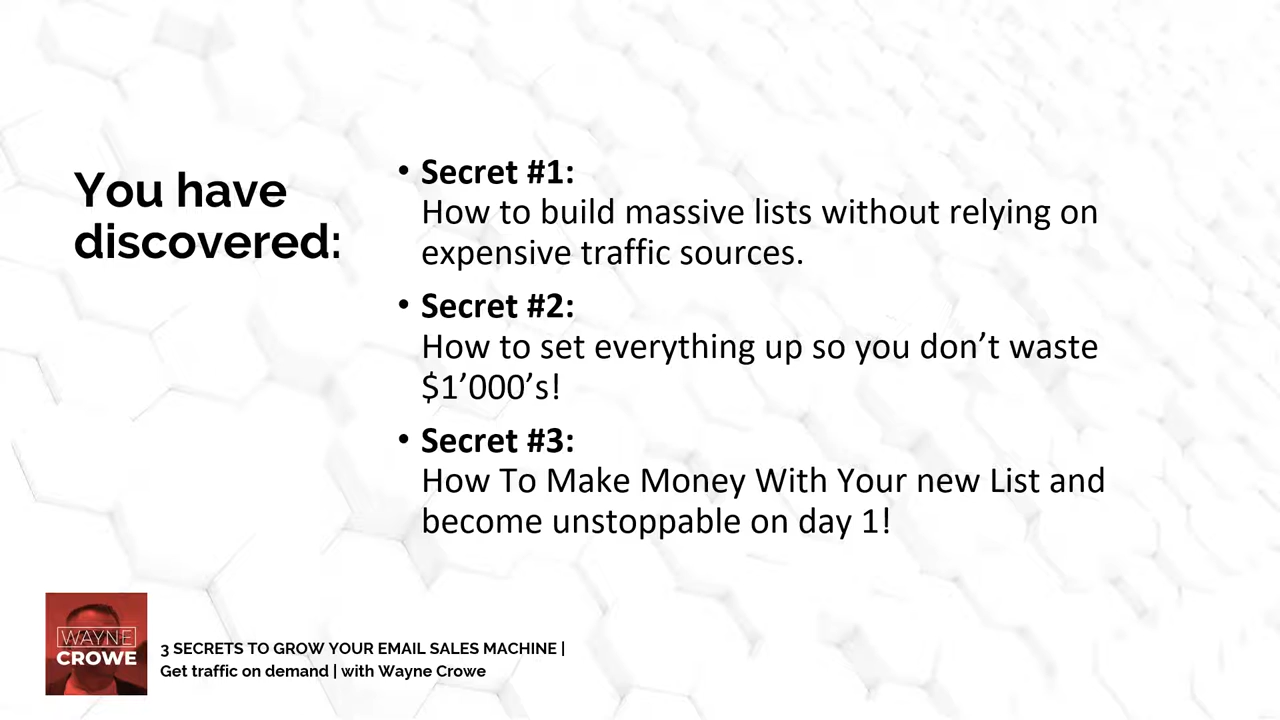 You have
discovered:
• Secret #1:
How to build massive lists without relying on
expensive traffic sources.
• Secret #2:
How to set everything up so you don’t waste
$1’000’s!
• Secret #3:
How To Make Money With Your new List and
become unstoppable on day 1!
WAYNE
CROWE
3 SECRETS TO GROW YOUR EMAIL SALES MACHINE |
Get traffic on demand | with Wayne Crowe